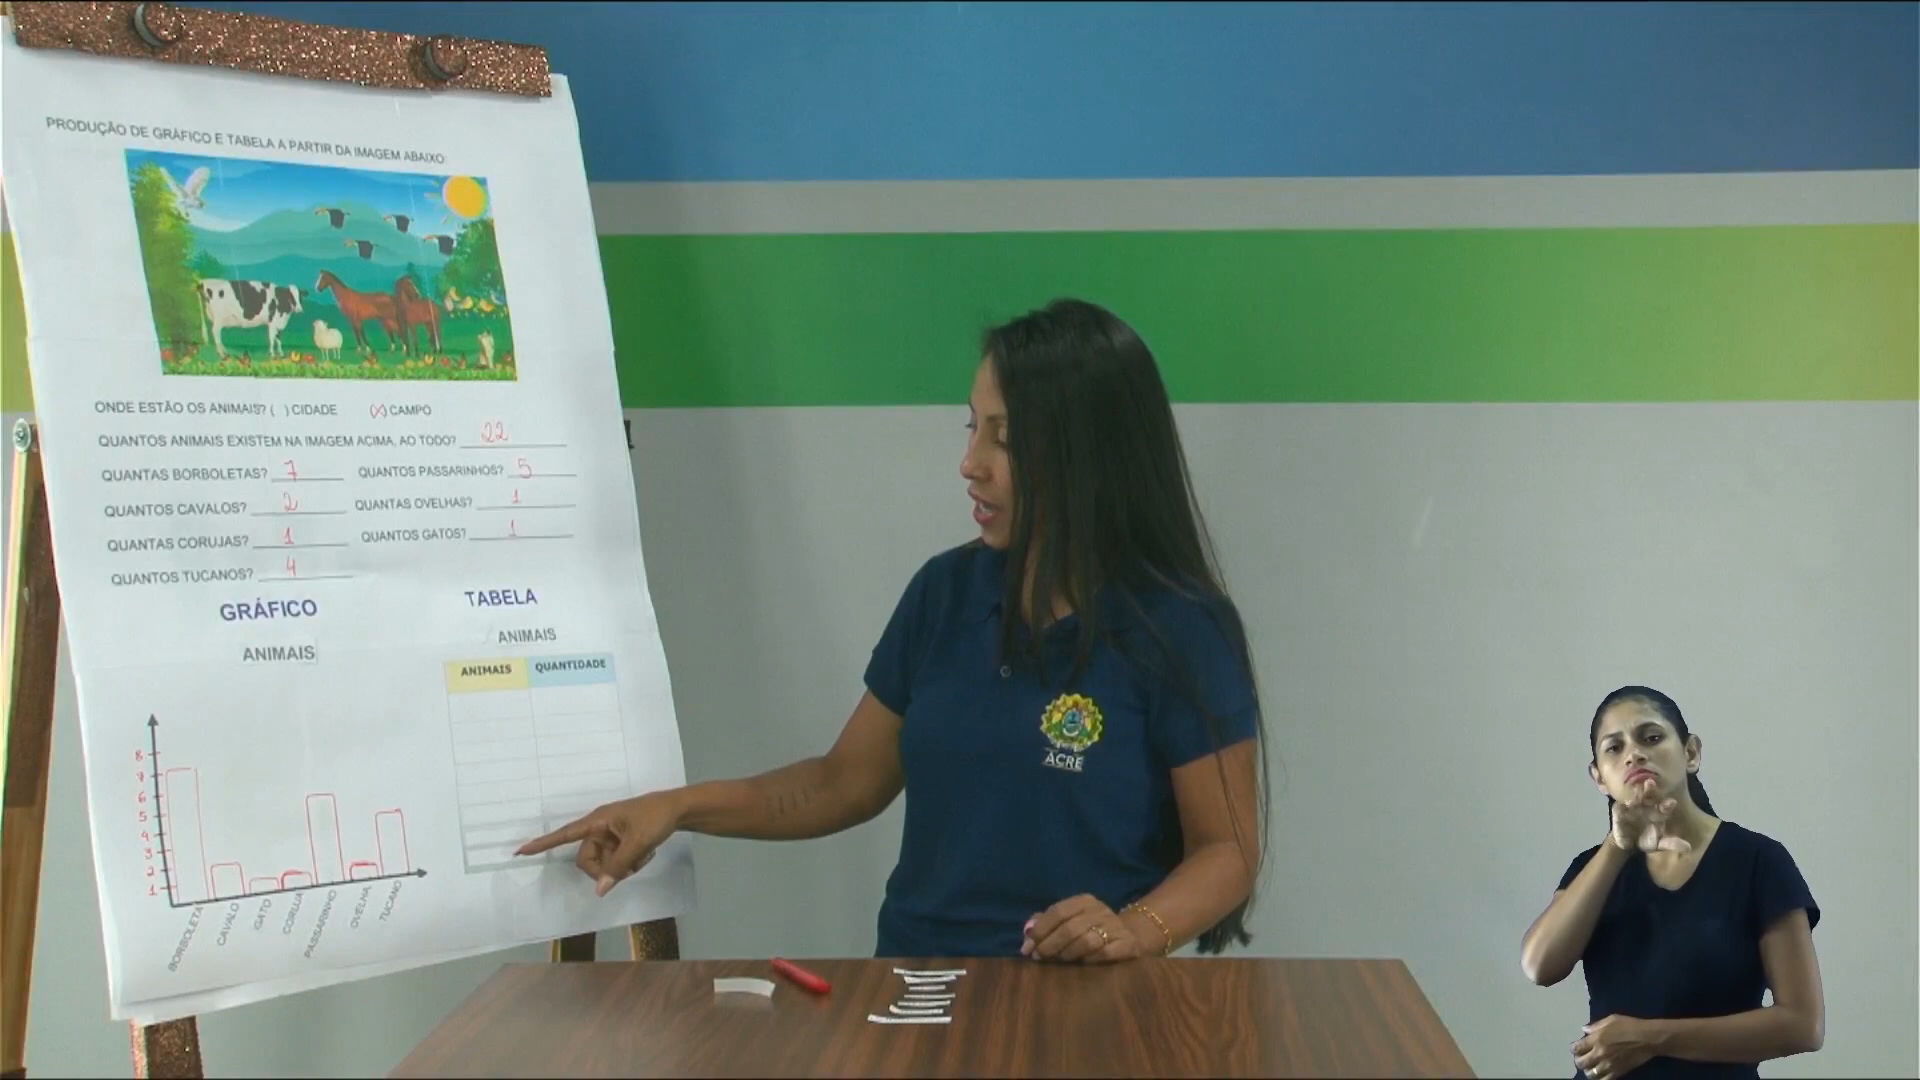 PRODUÇÃO DE GRÁFICO E TABELA A PARTIR DA IMAGEM ABAIXO
ONDE ESTÃO OS ANIMAIS? ( ) CIDADE (X) CAMPO
QUANTOS ANIMAIS EXISTEM NA IMAGEM ACIMA, AO TODO? 22
QUANTAS BORBOLETAS? 7 QUANTOS PASSARINHOS? 5
QUANTOS CAVALOS? 2 QUANTAS OVELHAS? 1
QUANTAS CORUJAS? 1 QUANTOS GATOS? 1
QUANTOS TUCANOS? 4
GRÁFICO
ANIMAIS
8
7
6
5
4
3
2
1
BORBOLETA
CAVALO
GATO
CORUJA
PASSARINHO
OVELHA
TUCANO
TABELA
ANIMAIS
ANIMAIS QUANTIDADE
ACRE